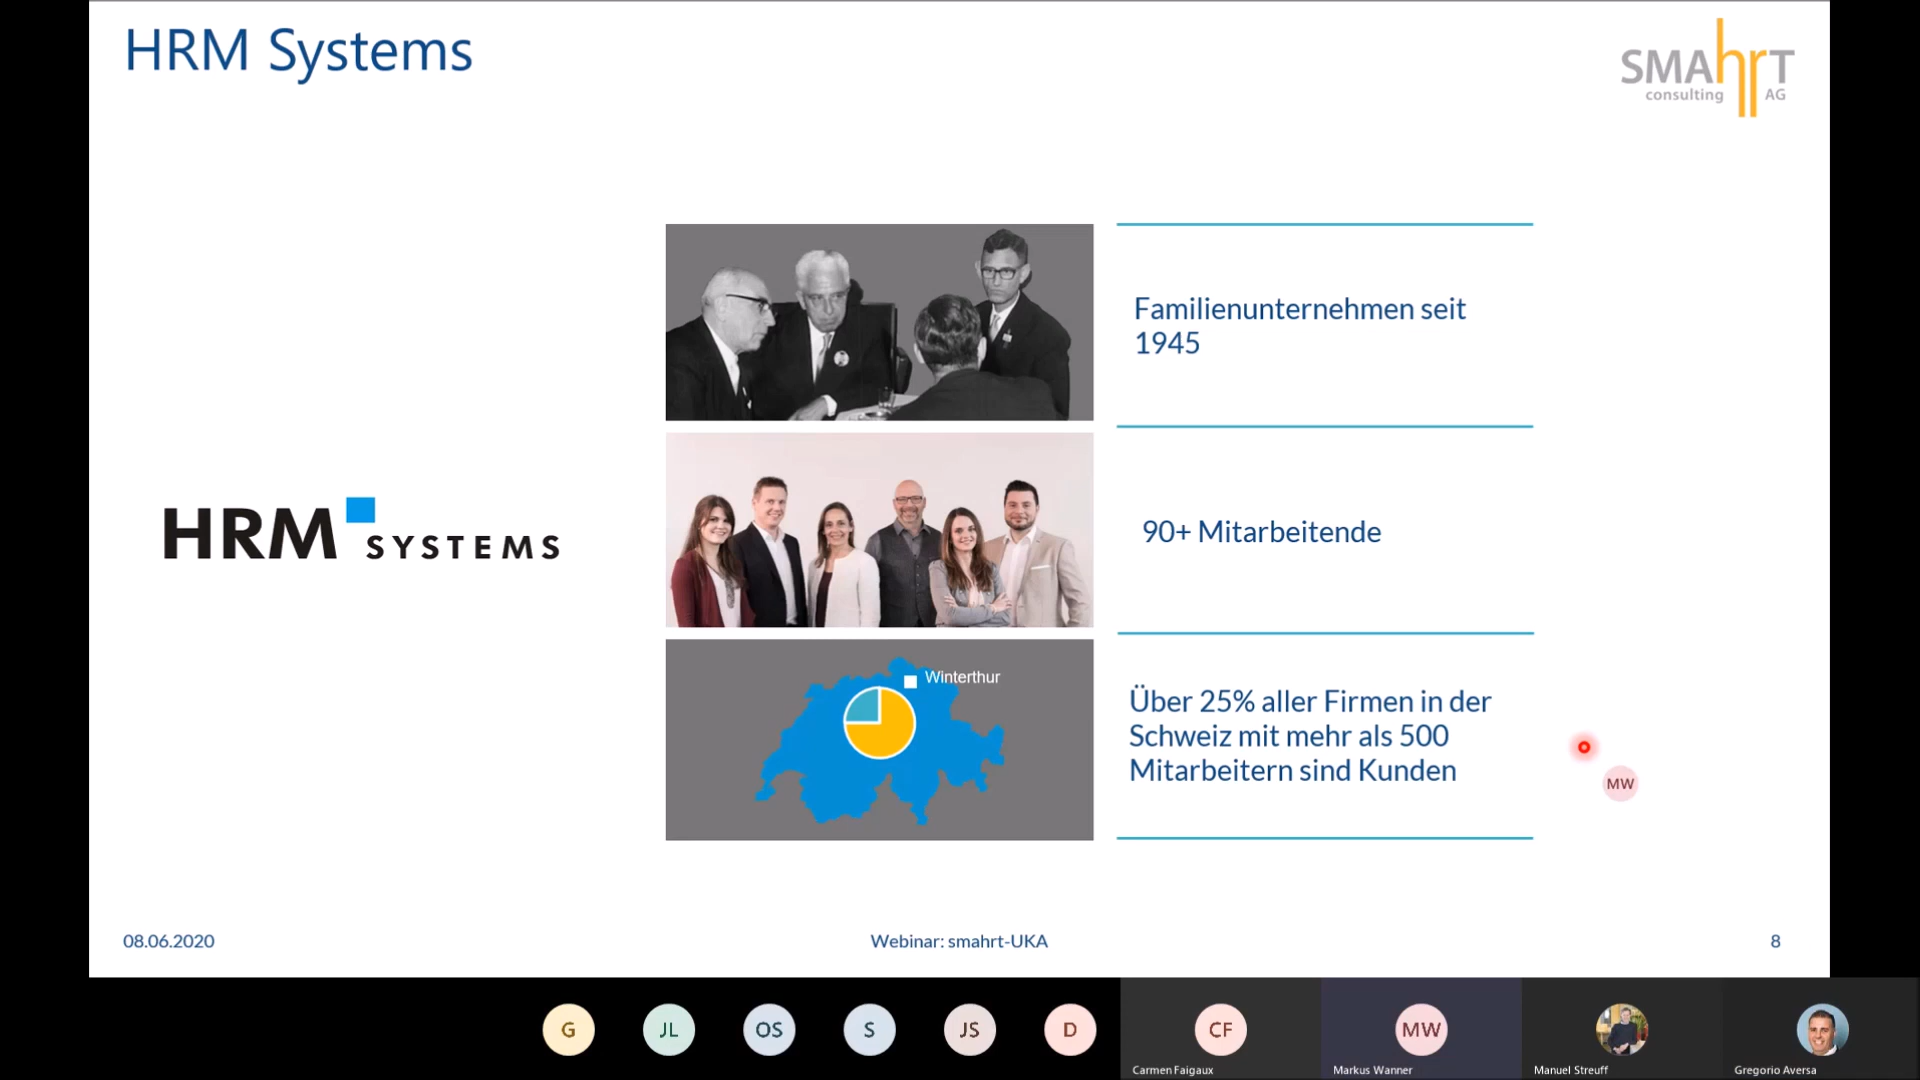 HRM Systems
SMAhrT
consulting AG
Familienunternehmen seit
1945
90+ Mitarbeitende
HRM SYSTEMS
Winterthur
Über 25% aller Firmen in der
Schweiz mit mehr als 500
Mitarbeitern sind Kunden
MW
08.06.2020
Webinar: smahrt-UKA
8
G
JL
OS
S
JS
D
CF
MW
Carmen Faigaux
Markus Wanner
Manuel Streuff
Gregorio Aversa